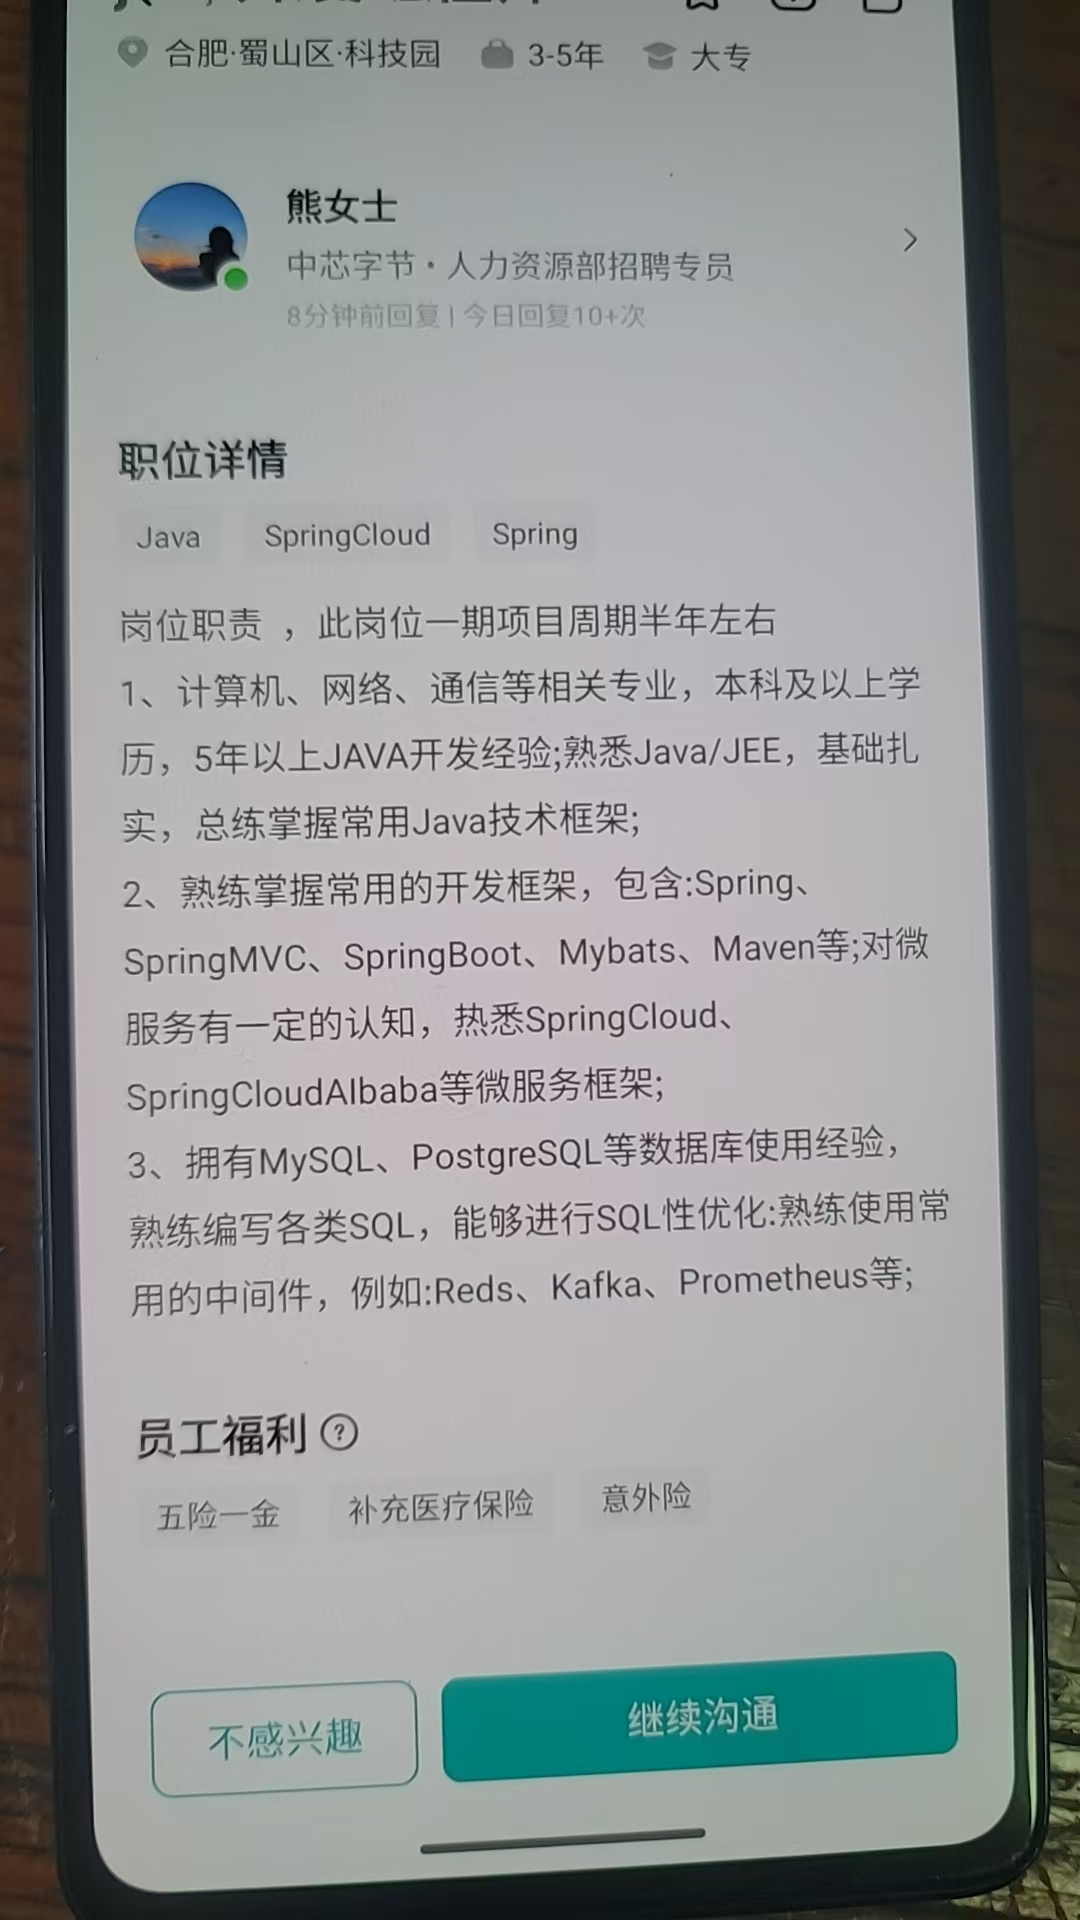 合肥·蜀山区·科技园 3-5年 大专
熊女士
中芯字节·人力资源部招聘专员
8分钟前回复 | 今日回复10+次
职位详情
Java SpringCloud Spring
岗位职责 ，此岗位一期项目周期半年左右
1、计算机、网络、通信等相关专业，本科及以上学
历，5年以上JAVA开发经验;熟悉Java/JEE，基础扎
实，总练掌握常用Java技术框架;
2、熟练掌握常用的开发框架，包含:Spring、
SpringMVC、SpringBoot、Mybats、Maven等;对微
服务有一定的认知，热悉SpringCloud、
SpringCloudAlbaba等微服务框架;
3、拥有MySQL、PostgreSQL等数据库使用经验，
熟练编写各类SQL，能够进行SQL性优化:熟练使用常
用的中间件，例如:Reds、Kafka、Prometheus等;
员工福利 ?
五险一金 补充医疗保险 意外险
不感兴趣 继续沟通